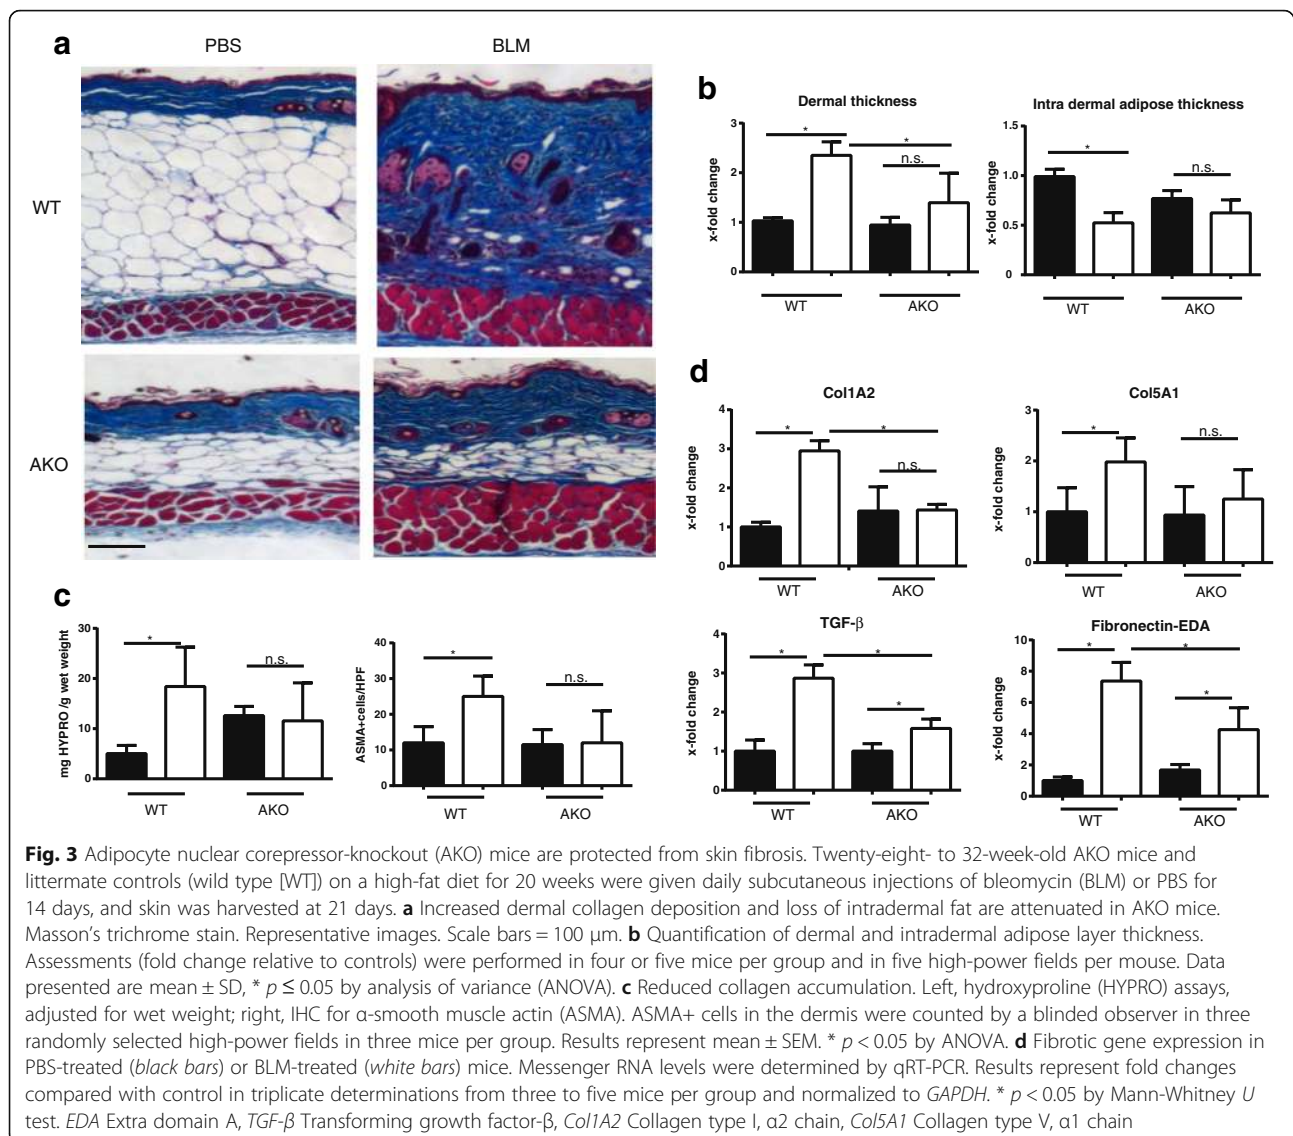 a
PBS
BLM
WT
AKO
b
Dermal thickness
x-fold change
3
2
1
0
*
*
n.s.
WT
AKO
Intra dermal adipose thickness
x-fold change
1.5
1.0
0.5
0
*
n.s.
WT
AKO
c
mg HYPRO /g wet weight
30
20
10
0
*
n.s.
WT
AKO
ASMA+cells/HPF
40
30
20
10
0
*
n.s.
WT
AKO
d
Col1A2
x-fold change
4
3
2
1
0
*
*
n.s.
WT
AKO
Col5A1
x-fold change
3
2
1
0
*
n.s.
WT
AKO
TGF-β
x-fold change
4
3
2
1
0
*
*
*
WT
AKO
Fibronectin-EDA
x-fold change
10
8
6
4
2
0
*
*
*
WT
AKO
Fig. 3 Adipocyte nuclear corepressor-knockout (AKO) mice are protected from skin fibrosis. Twenty-eight- to 32-week-old AKO mice and
littermate controls (wild type [WT]) on a high-fat diet for 20 weeks were given daily subcutaneous injections of bleomycin (BLM) or PBS for
14 days, and skin was harvested at 21 days. a Increased dermal collagen deposition and loss of intradermal fat are attenuated in AKO mice.
Masson's trichrome stain. Representative images. Scale bars = 100 μm. b Quantification of dermal and intradermal adipose layer thickness.
Assessments (fold change relative to controls) were performed in four or five mice per group and in five high-power fields per mouse. Data
presented are mean ± SD, * p ≤ 0.05 by analysis of variance (ANOVA). c Reduced collagen accumulation. Left, hydroxyproline (HYPRO) assays,
adjusted for wet weight; right, IHC for α-smooth muscle actin (ASMA). ASMA+ cells in the dermis were counted by a blinded observer in three
randomly selected high-power fields in three mice per group. Results represent mean ± SEM. * p < 0.05 by ANOVA. d Fibrotic gene expression in
PBS-treated (black bars) or BLM-treated (white bars) mice. Messenger RNA levels were determined by qRT-PCR. Results represent fold changes
compared with control in triplicate determinations from three to five mice per group and normalized to GAPDH. * p < 0.05 by Mann-Whitney U
test. EDA Extra domain A, TGF-β Transforming growth factor-β, Col1A2 Collagen type I, α2 chain, Col5A1 Collagen type V, α1 chain